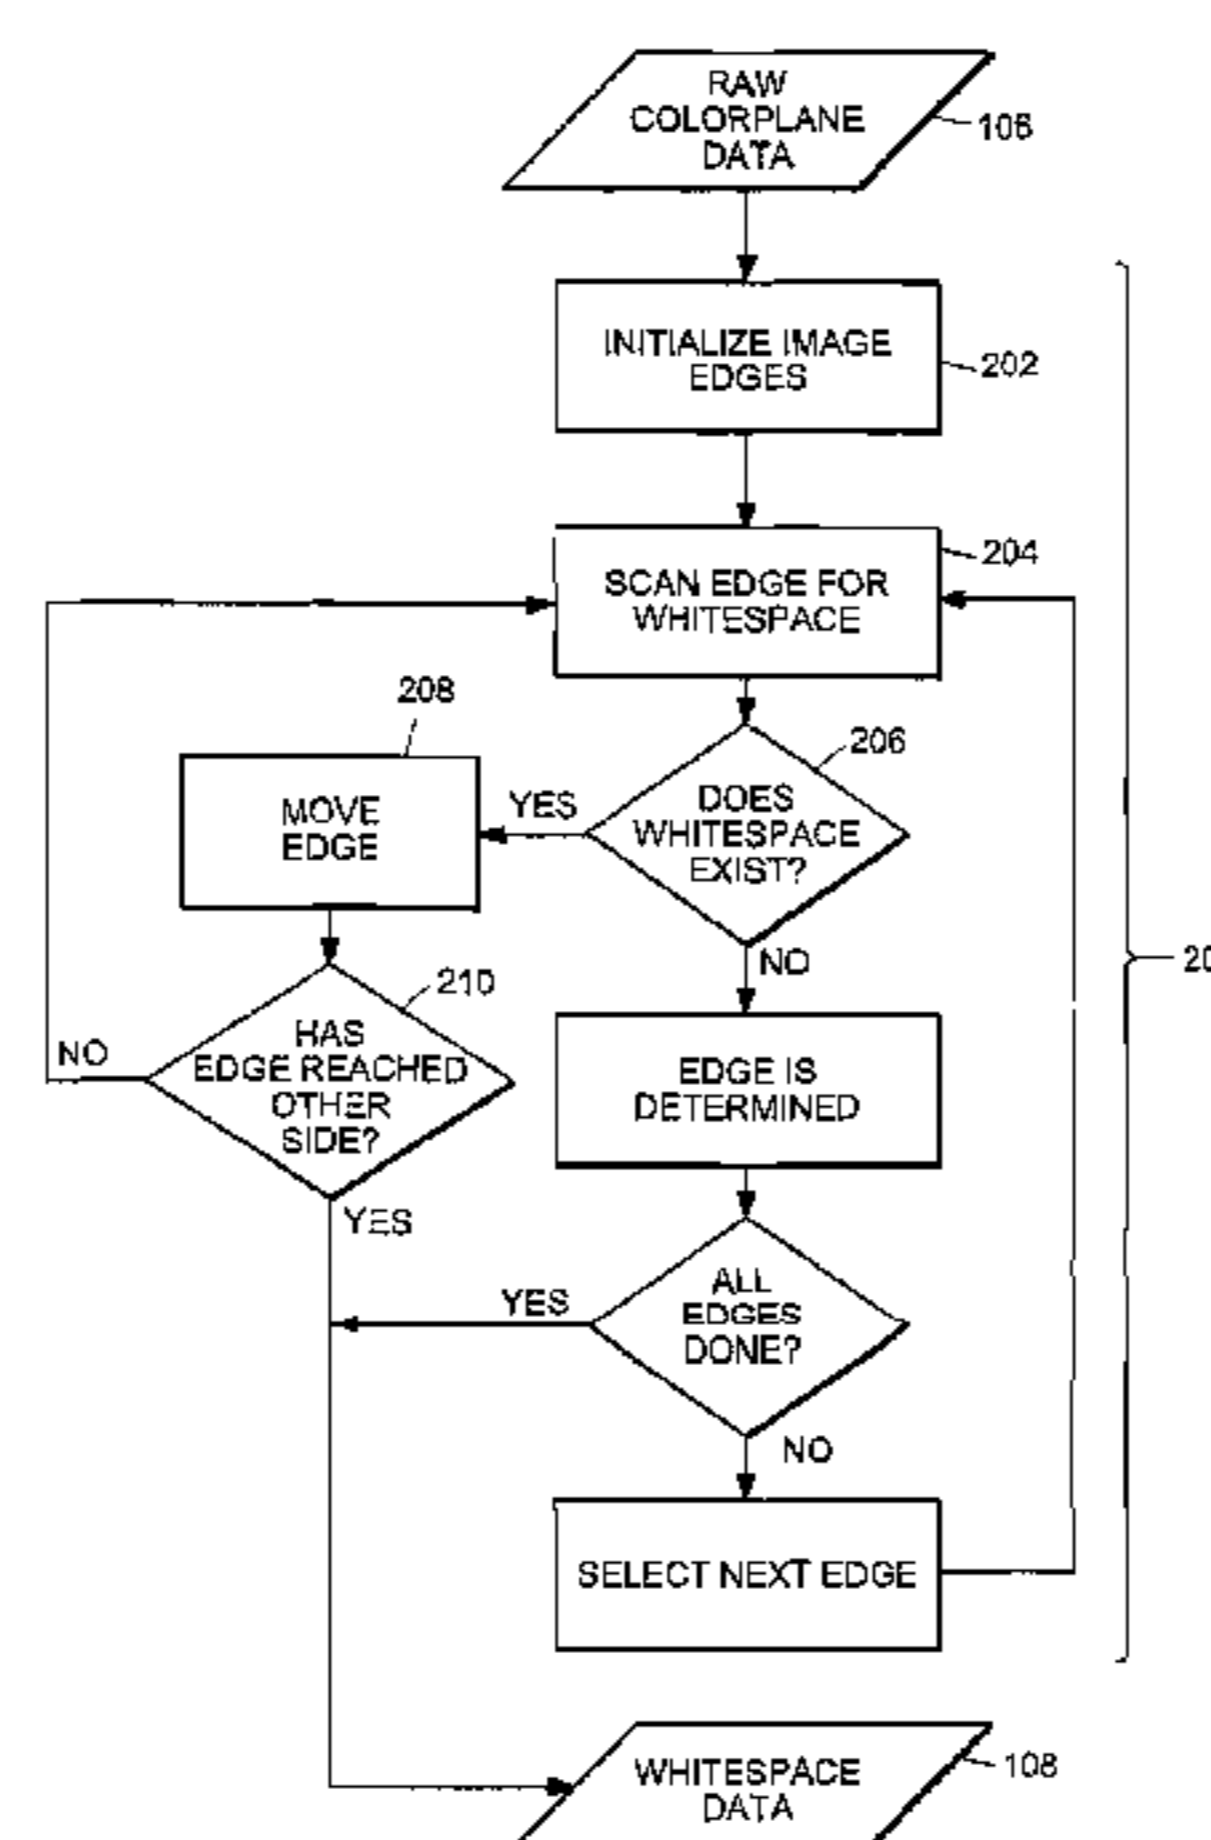 RAW
COLORPLANE
DATA
106
INITIALIZE IMAGE
EDGES
202
SCAN EDGE FOR
WHITESPACE
204
208
MOVE
EDGE
YES
206
DOES
WHITESPACE
EXIST?
NO
210
HAS
EDGE REACHED
OTHER
SIDE?
NO
YES
EDGE IS
DETERMINED
20
ALL
EDGES
DONE?
YES
NO
SELECT NEXT EDGE
WHITESPACE
DATA
108